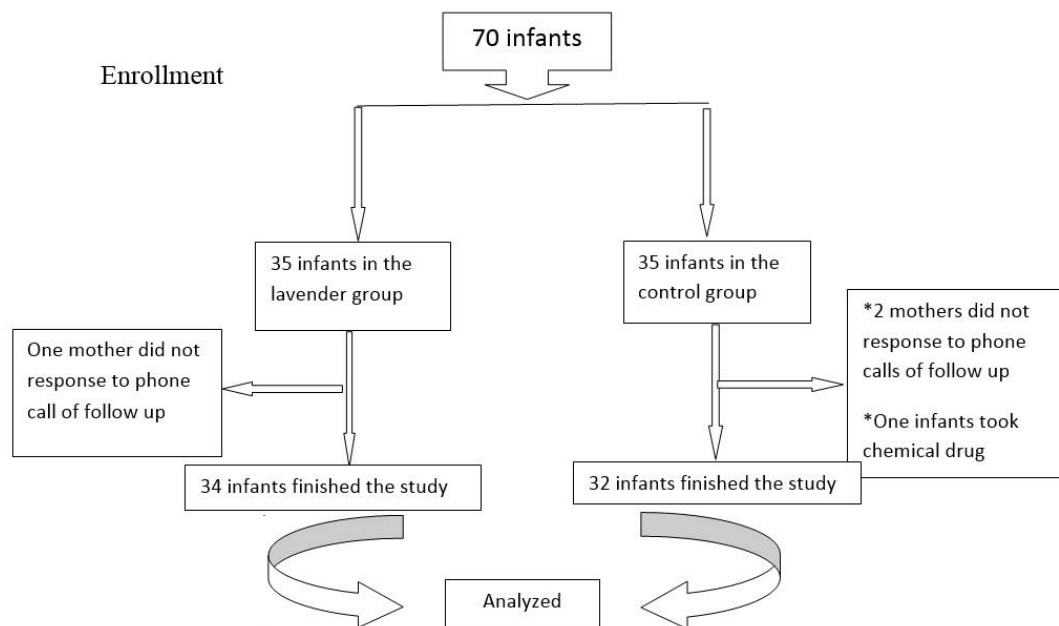 70 infants
Enrollment
35 infants in the
lavender group
35 infants in the
control group
One mother did not
response to phone
call of follow up
*2 mothers did not
response to phone
calls of follow up
*One infants took
chemical drug
34 infants finished the study
32 infants finished the study
Analyzed